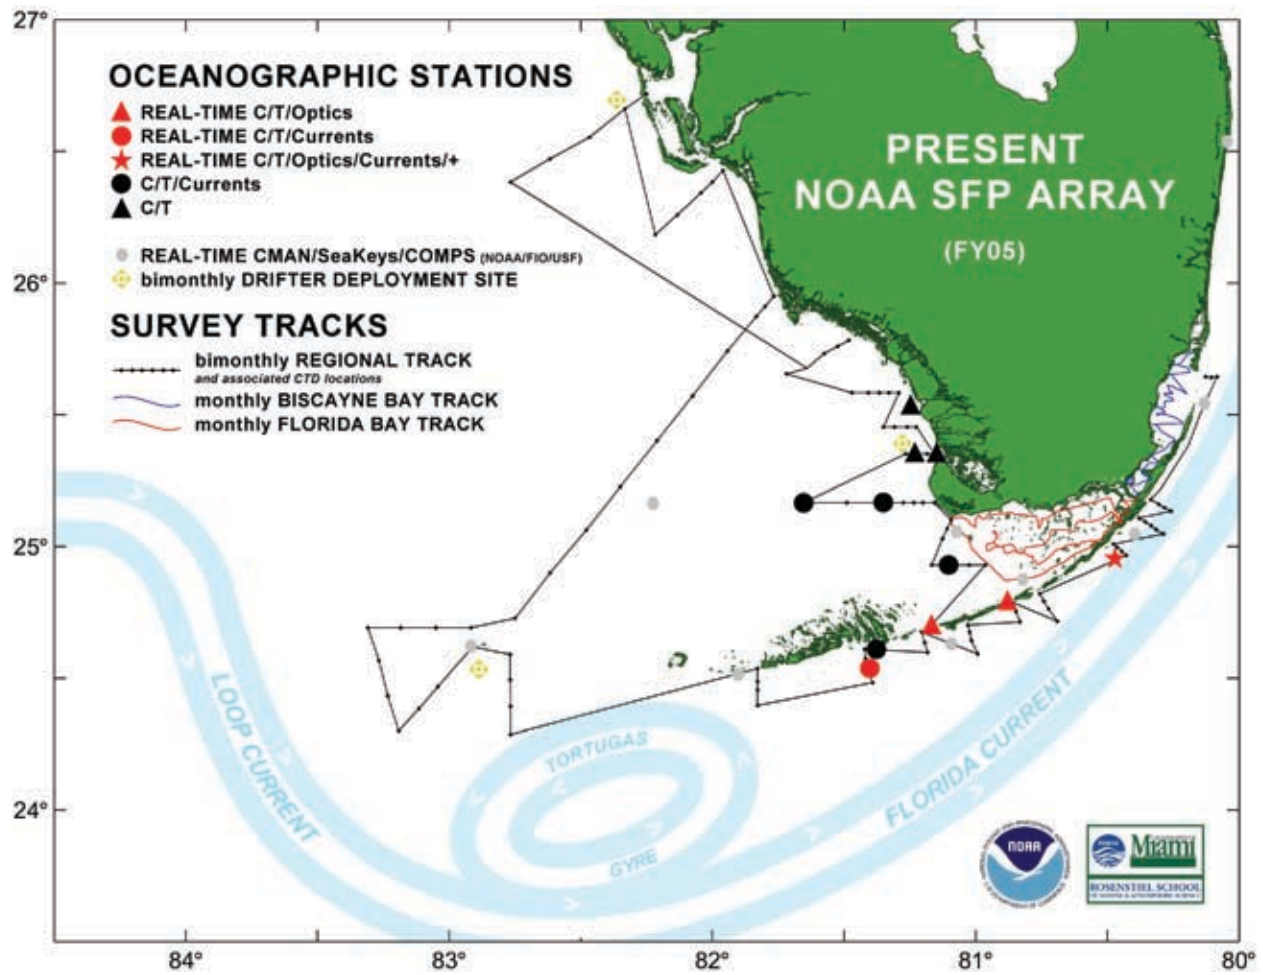 27°
OCEANOGRAPHIC STATIONS
REAL-TIME C/T/Optics
REAL-TIME C/T/Currents
REAL-TIME C/T/Optics/Currents/+
C/T/Currents
C/T
REAL-TIME CMAN/SeaKeys/COMPS (NOAA/FIO/USF)
bimonthly DRIFTER DEPLOYMENT SITE
SURVEY TRACKS
bimonthly REGIONAL TRACK
and associated CTD locations
monthly BISCAYNE BAY TRACK
monthly FLORIDA BAY TRACK
PRESENT
NOAA SFP ARRAY
(FY05)
26°
25°
24°
LOOP CURRENT
TORTUGAS
GYRE
FLORIDA CURRENT
NOAA
Miami
ROSENSTIEL SCHOOL
84°
83°
82°
81°
80°